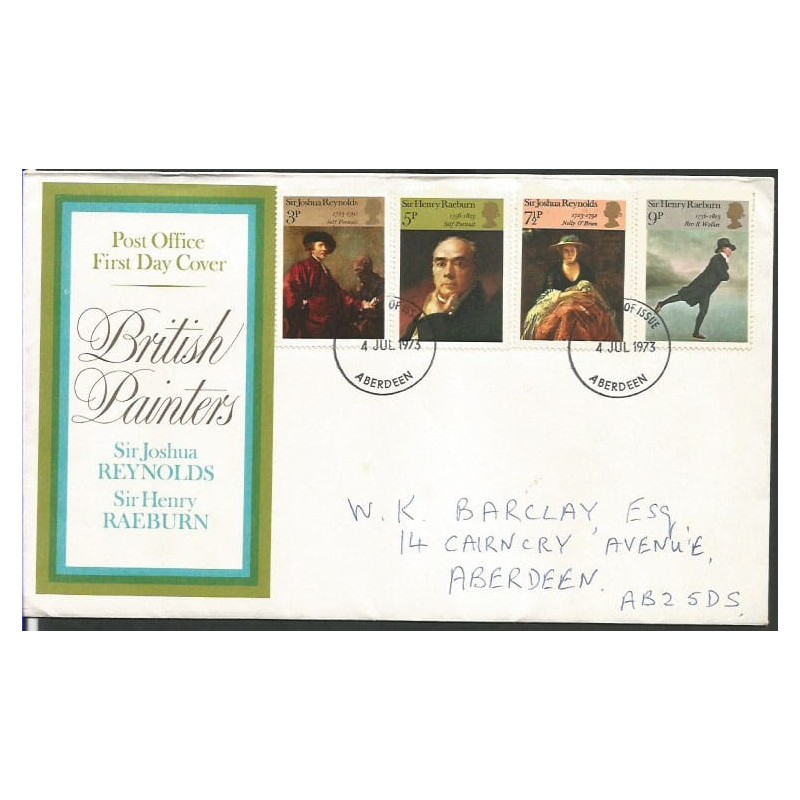 Post Office
First Day Cover
British
Painters
Sir Joshua
REYNOLDS
Sir Henry
RAEBURN
Sir Joshua Reynolds
3P
1723-1792
Self Portrait
Sir Henry Raeburn
5P
1756-1823
Self Portrait
Sir Joshua Reynolds
7½P
1723-1792
Nelly O'Brien
Sir Henry Raeburn
9P
1756-1823
Rev R. Walker
OF ISSUE
4 JUL 1973
ABERDEEN
OF ISSUE
4 JUL 1973
ABERDEEN
W. K. BARCLAY, ESQ
14 CAIRNCRY AVENUE,
ABERDEEN.
AB2 5DS,